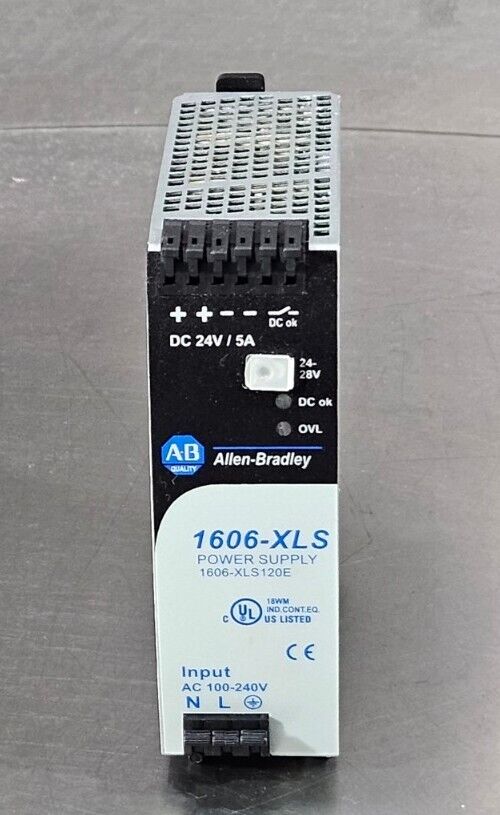 + + − −
DC ok
DC 24V / 5A
24-
28V
DC ok
OVL
A·B
QUALITY
Allen-Bradley
1606-XLS
POWER SUPPLY
1606-XLS120E
C UL US LISTED
18WM
IND.CONT.EQ.
CE
Input
AC 100-240V
N L